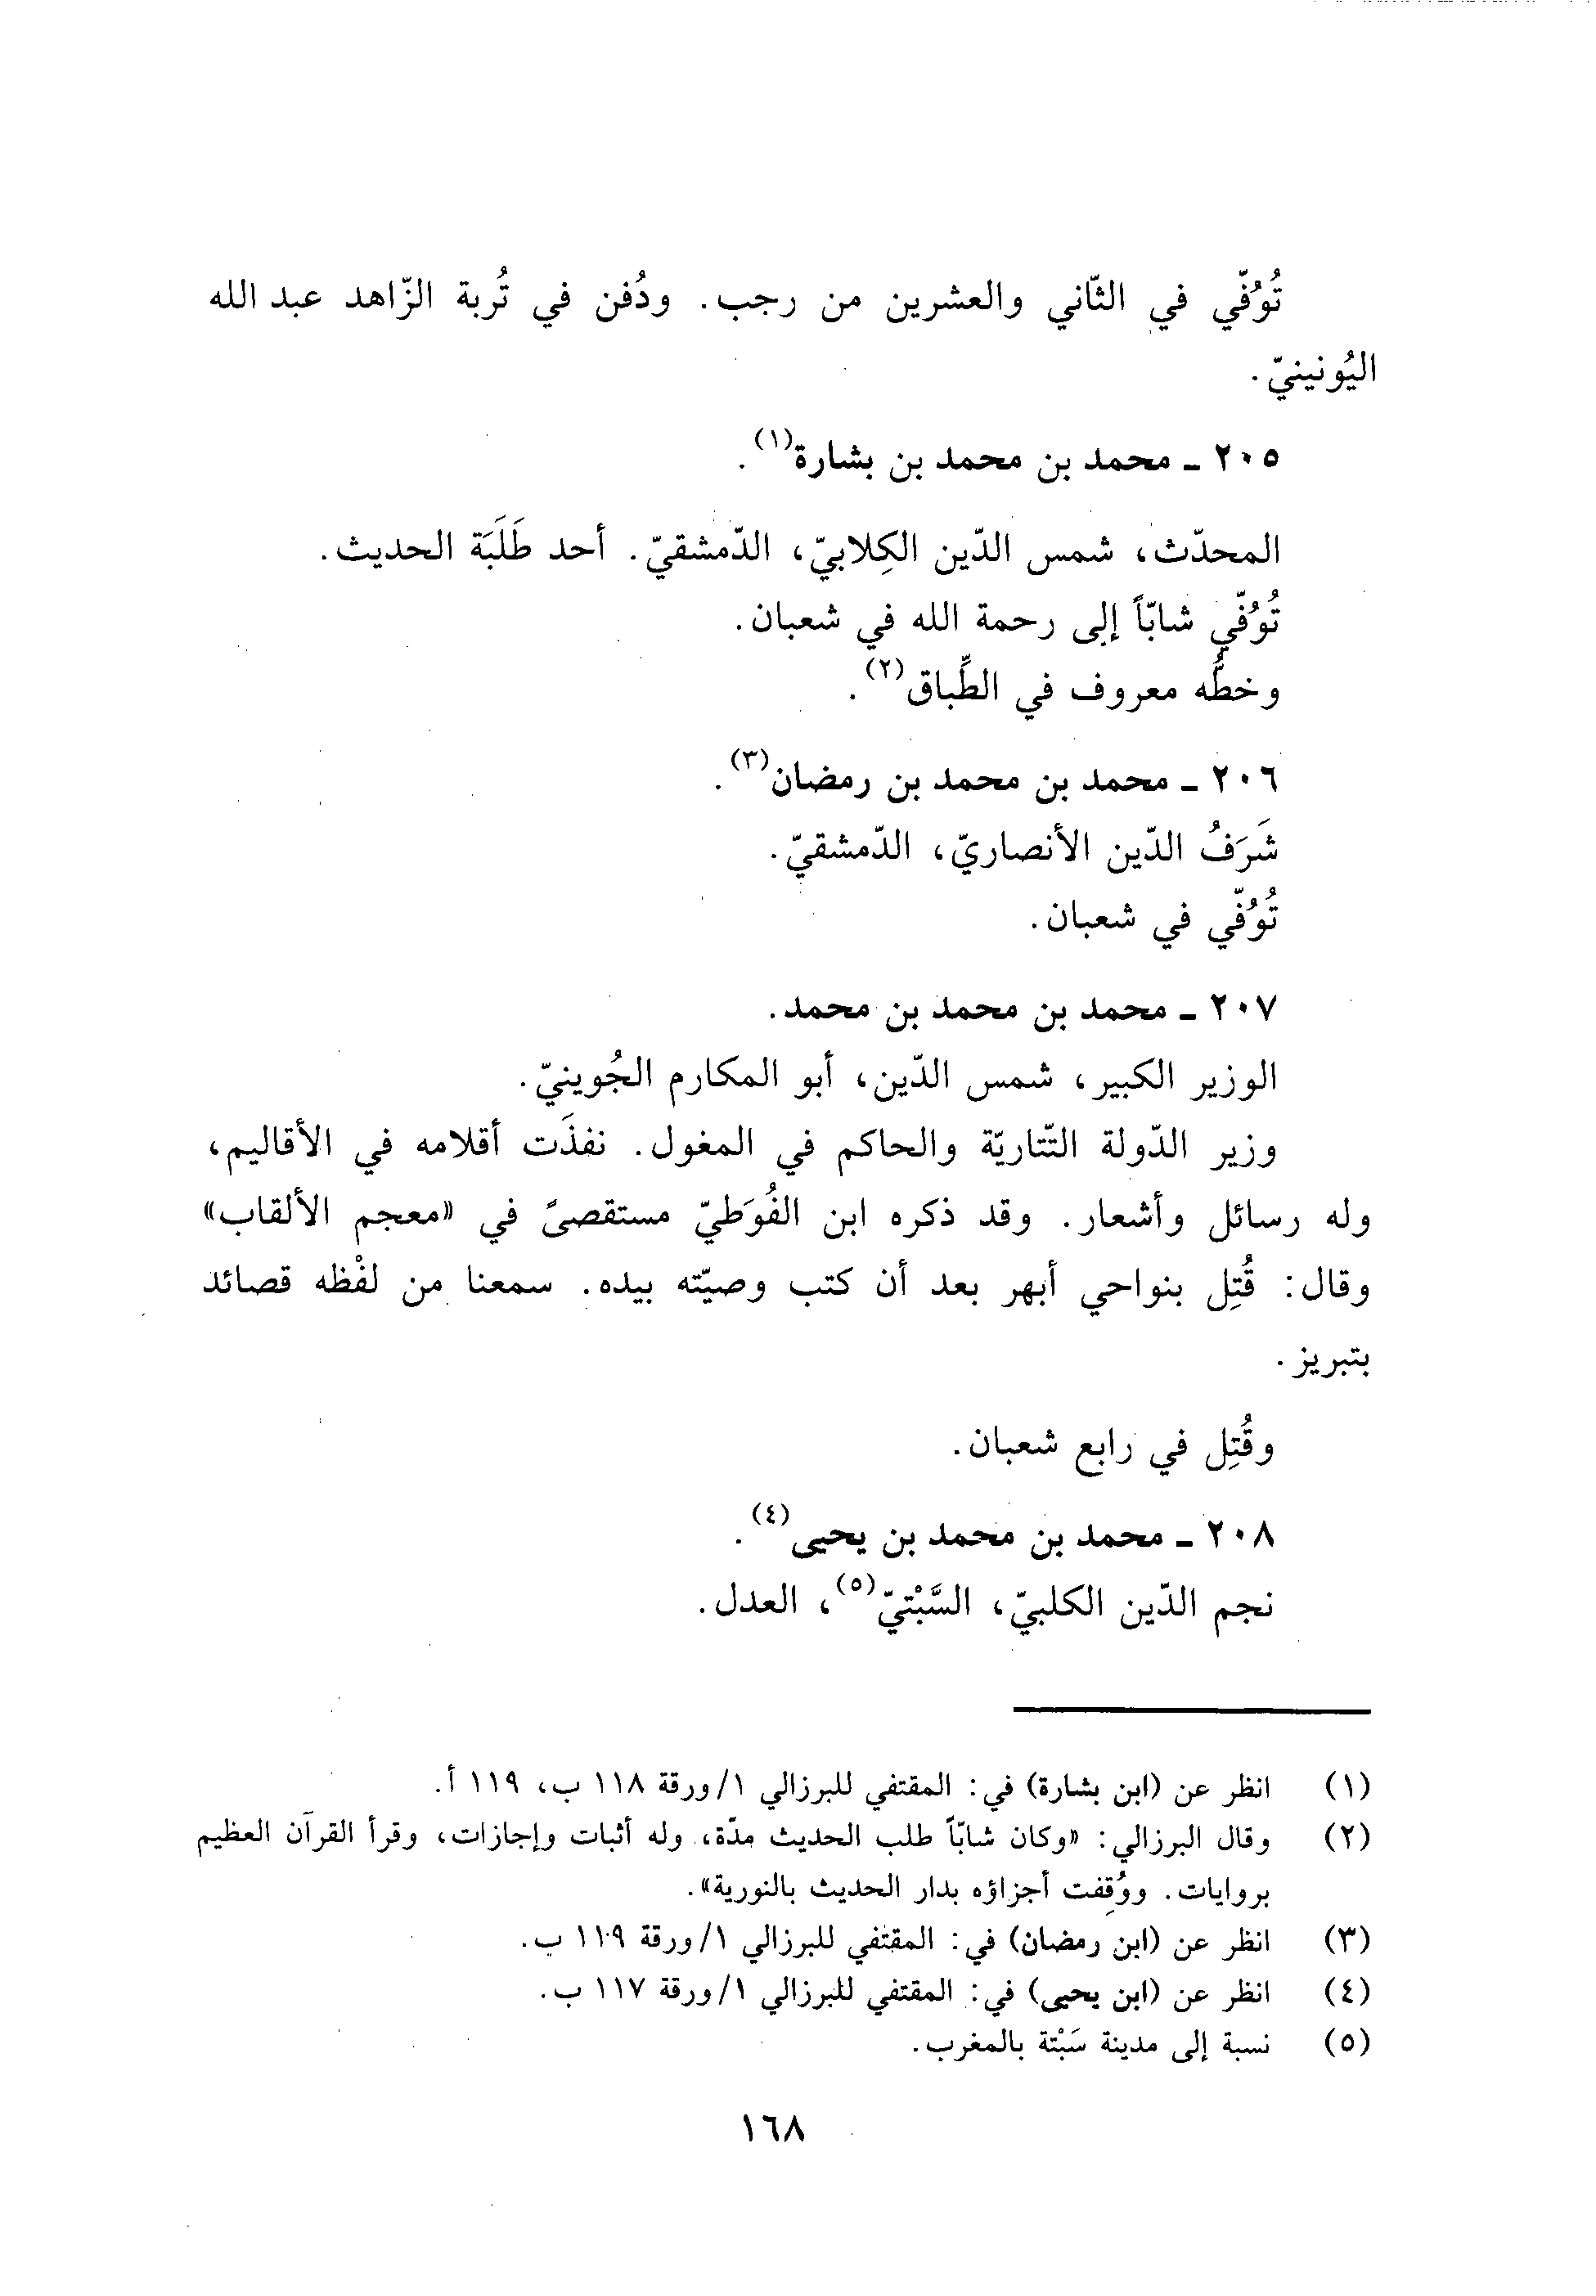 تُوُفّي في الثّاني والعشرين من رجب. ودُفن في تُربة الزّاهد عبد الله
اليُونينيّ.
٢٠٥ ـ محمد بن محمد بن بشارة(١).
المحدّث، شمس الدّين الكِلابيّ، الدّمشقيّ. أحد طَلَبَة الحديث.
تُوُفّي شابّاً إلى رحمة الله في شعبان.
وخطُّه معروف في الطِّباق(٢).
٢٠٦ ـ محمد بن محمد بن رمضان(٣).
شَرَفُ الدّين الأنصاريّ، الدّمشقيّ.
تُوُفّي في شعبان.
٢٠٧ ـ محمد بن محمد بن محمد.
الوزير الكبير، شمس الدّين، أبو المكارم الجُوينيّ.
وزير الدّولة التّتاريّة والحاكم في المغول. نفذَت أقلامه في الأقاليم،
وله رسائل وأشعار. وقد ذكره ابن الفُوَطيّ مستقصىً في «معجم الألقاب»
وقال: قُتِل بنواحي أبهر بعد أن كتب وصيّته بيده. سمعنا من لفْظه قصائد
بتبريز.
وقُتِل في رابع شعبان.
٢٠٨ ـ محمد بن محمد بن يحيى(٤).
نجم الدّين الكلبيّ، السَّبْتيّ(٥)، العدل.
(١) انظر عن (ابن بشارة) في: المقتفي للبرزالي ١/ورقة ١١٨ ب، ١١٩ أ.
(٢) وقال البرزالي: «وكان شابّاً طلب الحديث مدّة، وله أثبات وإجازات، وقرأ القرآن العظيم
بروايات. ووُقِفت أجزاؤه بدار الحديث بالنورية».
(٣) انظر عن (ابن رمضان) في: المقتفي للبرزالي ١/ورقة ١١٩ ب.
(٤) انظر عن (ابن يحيى) في: المقتفي للبرزالي ١/ورقة ١١٧ ب.
(٥) نسبة إلى مدينة سَبْتة بالمغرب.
١٦٨